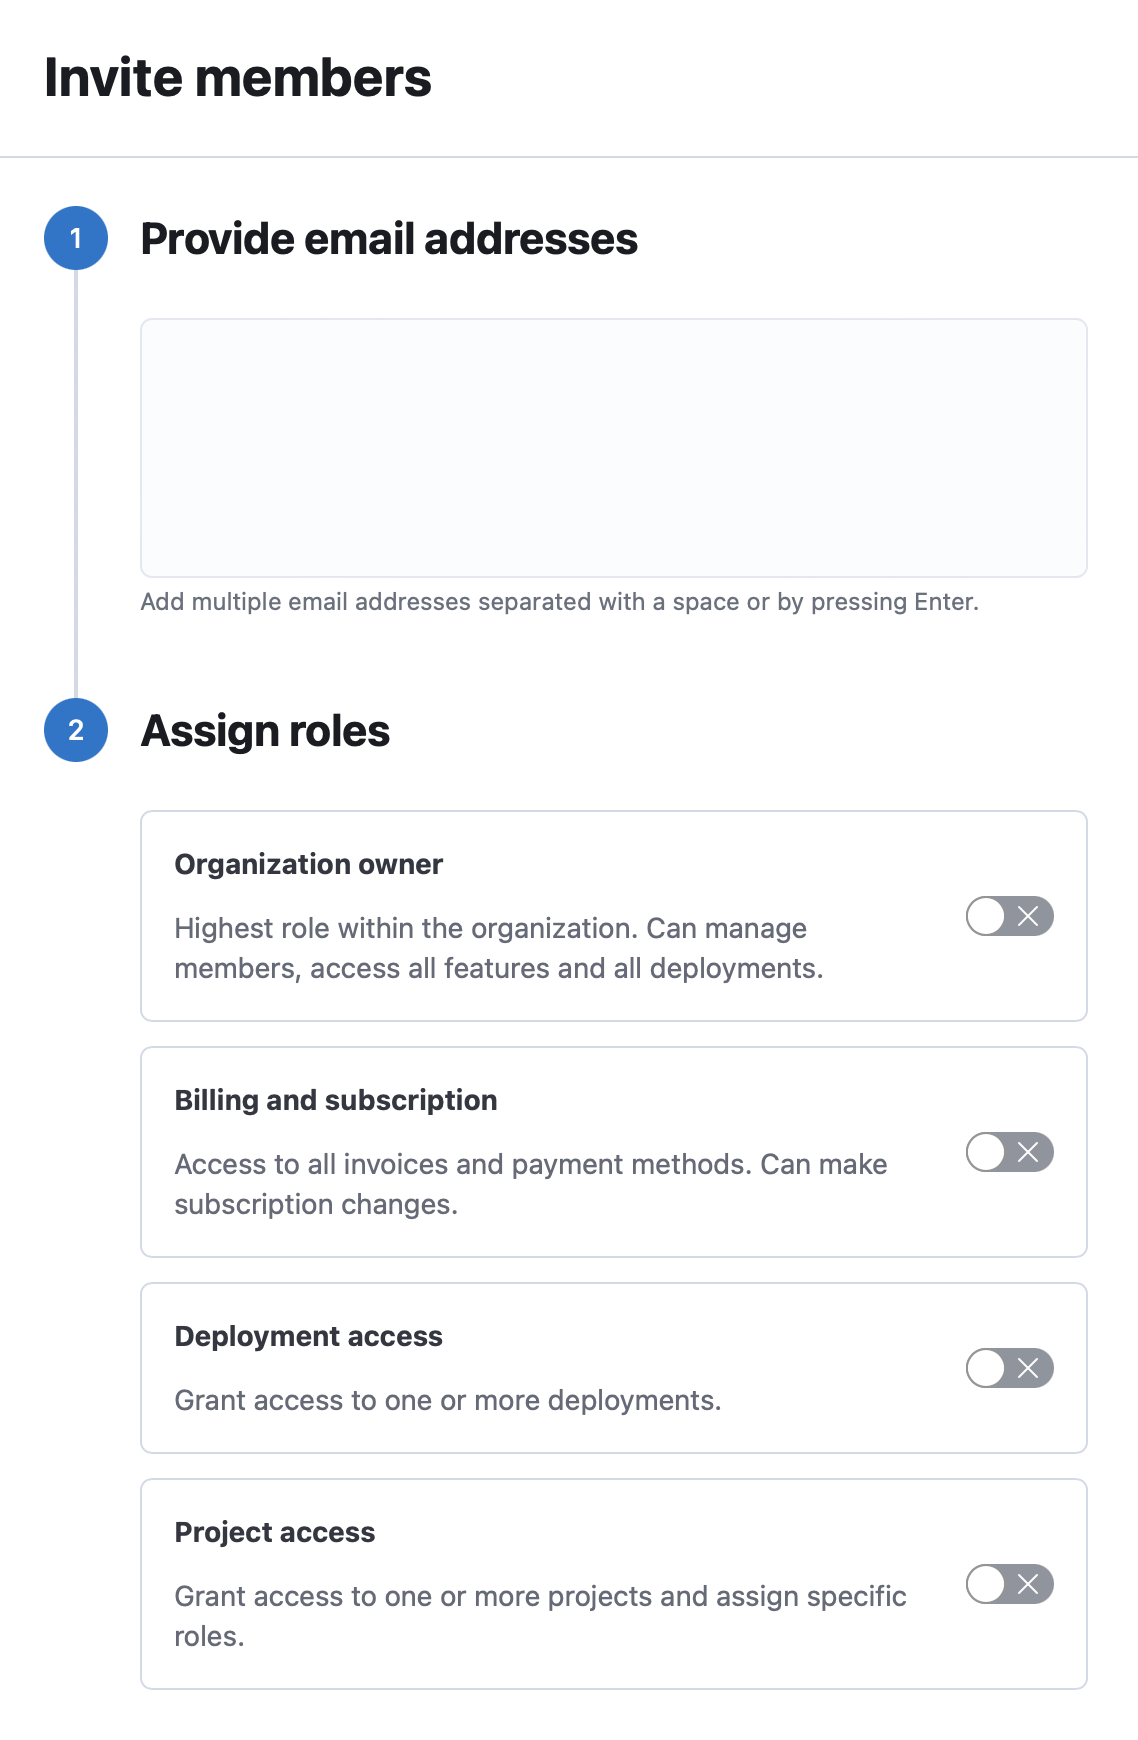 Invite members
1
Provide email addresses
Add multiple email addresses separated with a space or by pressing Enter.
2
Assign roles
Organization owner
Highest role within the organization. Can manage
members, access all features and all deployments.
Billing and subscription
Access to all invoices and payment methods. Can make
subscription changes.
Deployment access
Grant access to one or more deployments.
Project access
Grant access to one or more projects and assign specific
roles.